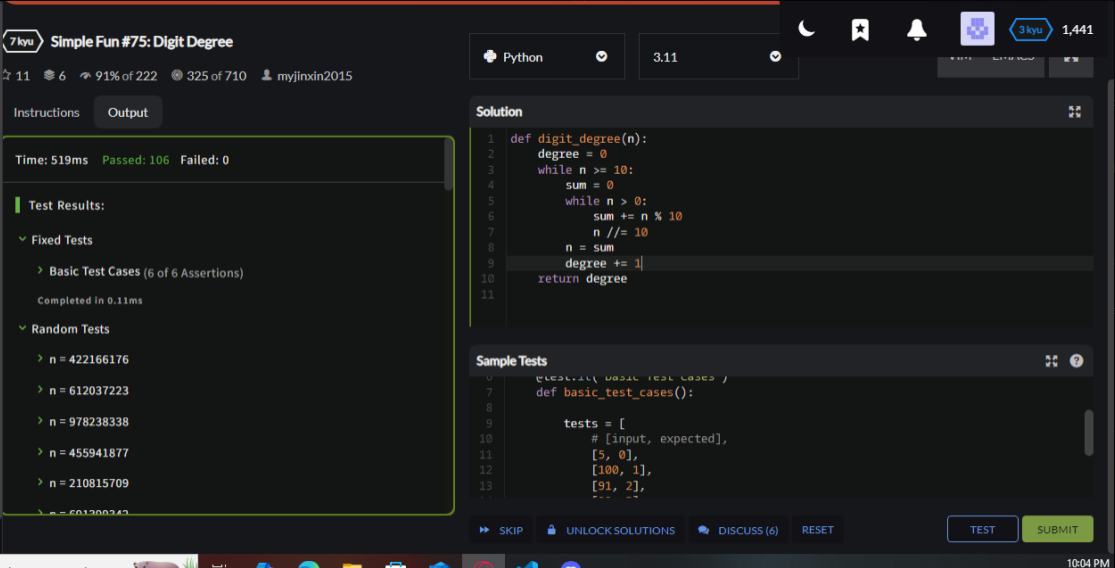 7 kyu Simple Fun #75: Digit Degree
11 6 91% of 222 325 of 710 myjinxin2015
Instructions Output
Time: 519ms Passed: 106 Failed: 0
Test Results:
Fixed Tests
Basic Test Cases (6 of 6 Assertions)
Completed in 0.11ms
Random Tests
n = 422166176
n = 612037223
n = 978238338
n = 455941877
n = 210815709
3 kyu 1,441
Python 3.11
VIM EMACS
Solution
1 def digit_degree(n):
2 degree = 0
3 while n >= 10:
4 sum = 0
5 while n > 0:
6 sum += n % 10
7 n //= 10
8 n = sum
9 degree += 1
10 return degree
11
Sample Tests
6 @test.it("Basic Test Cases")
7 def basic_test_cases():
8
9 tests = [
10 # [input, expected],
11 [5, 0],
12 [100, 1],
13 [91, 2],
SKIP UNLOCK SOLUTIONS DISCUSS (6) RESET TEST SUBMIT
10:04 PM